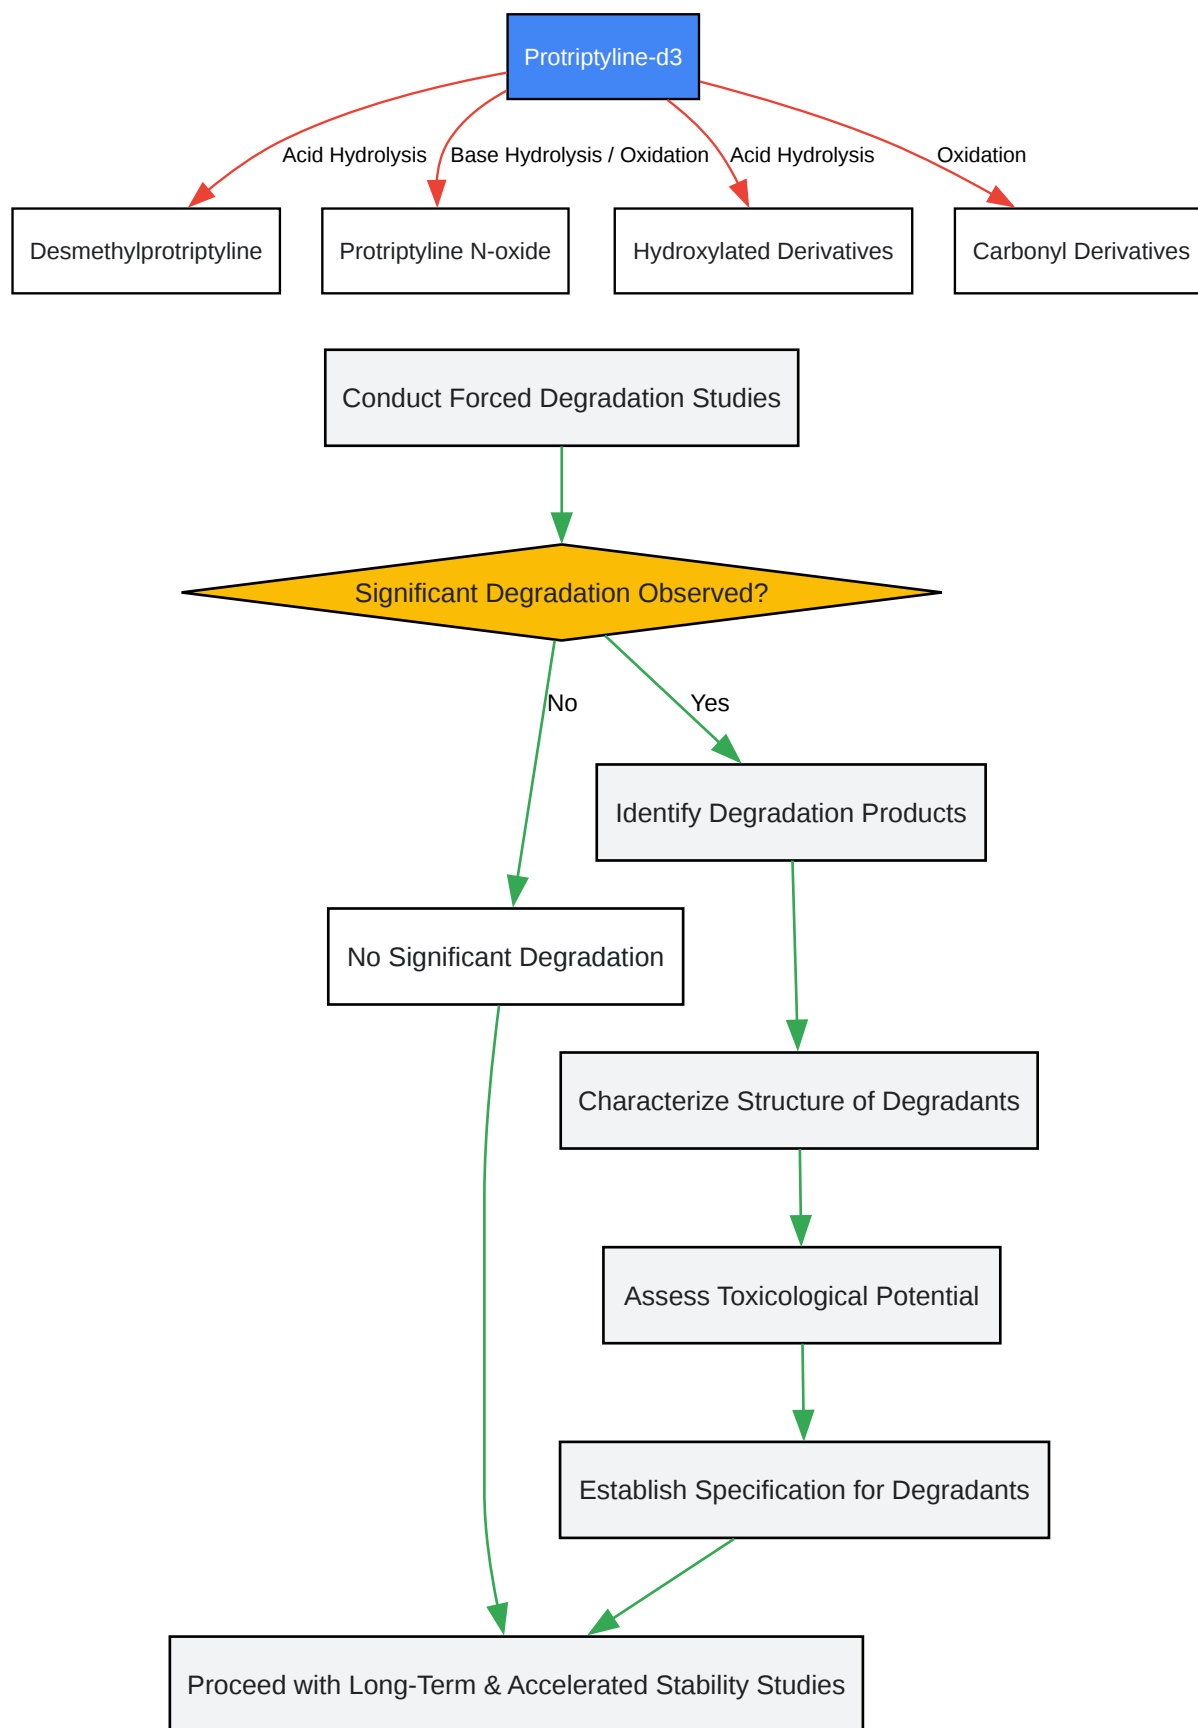 Protriptyline-d3
Acid Hydrolysis
Base Hydrolysis / Oxidation
Acid Hydrolysis
Oxidation
Desmethylprotriptyline
Protriptyline N-oxide
Hydroxylated Derivatives
Carbonyl Derivatives
Conduct Forced Degradation Studies
Significant Degradation Observed?
No
Yes
Identify Degradation Products
No Significant Degradation
Characterize Structure of Degradants
Assess Toxicological Potential
Establish Specification for Degradants
Proceed with Long-Term & Accelerated Stability Studies